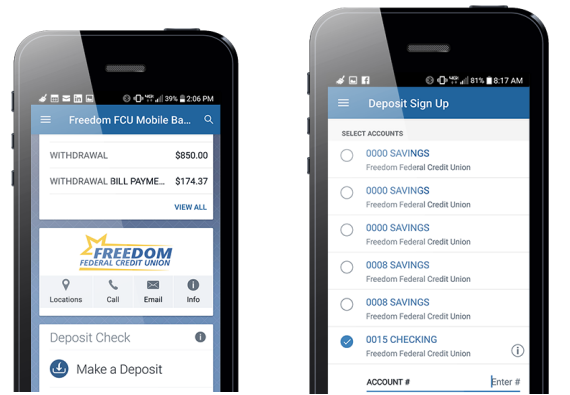 39% 2:06 PM
Freedom FCU Mobile Ba...
WITHDRAWAL $850.00
WITHDRAWAL BILL PAYME... $174.37
VIEW ALL
FREEDOM
FEDERAL CREDIT UNION
Locations Call Email Info
Deposit Check
Make a Deposit
81% 8:17 AM
Deposit Sign Up
SELECT ACCOUNTS
0000 SAVINGS
Freedom Federal Credit Union
0000 SAVINGS
Freedom Federal Credit Union
0000 SAVINGS
Freedom Federal Credit Union
0008 SAVINGS
Freedom Federal Credit Union
0008 SAVINGS
Freedom Federal Credit Union
0015 CHECKING
Freedom Federal Credit Union
ACCOUNT # Enter #